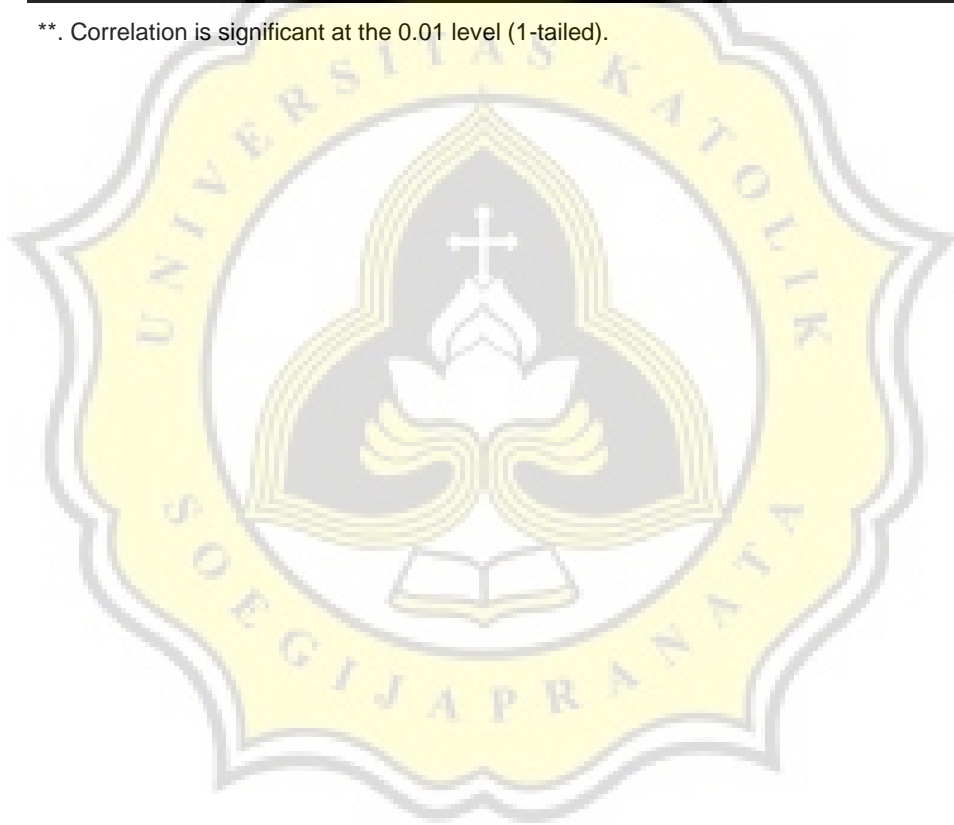 **. Correlation is significant at the 0.01 level (1-tailed).
UNIVERSITAS KATOLIK
SOEGIJAPRANATA